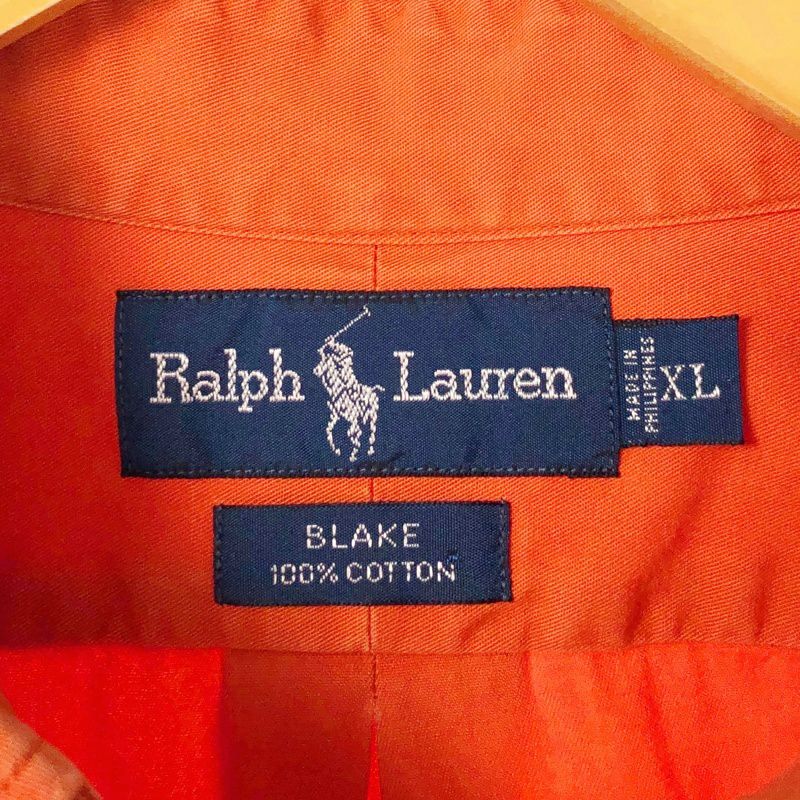 Ralph Lauren
MADE IN
PHILIPPINES
XL
BLAKE
100% COTTON